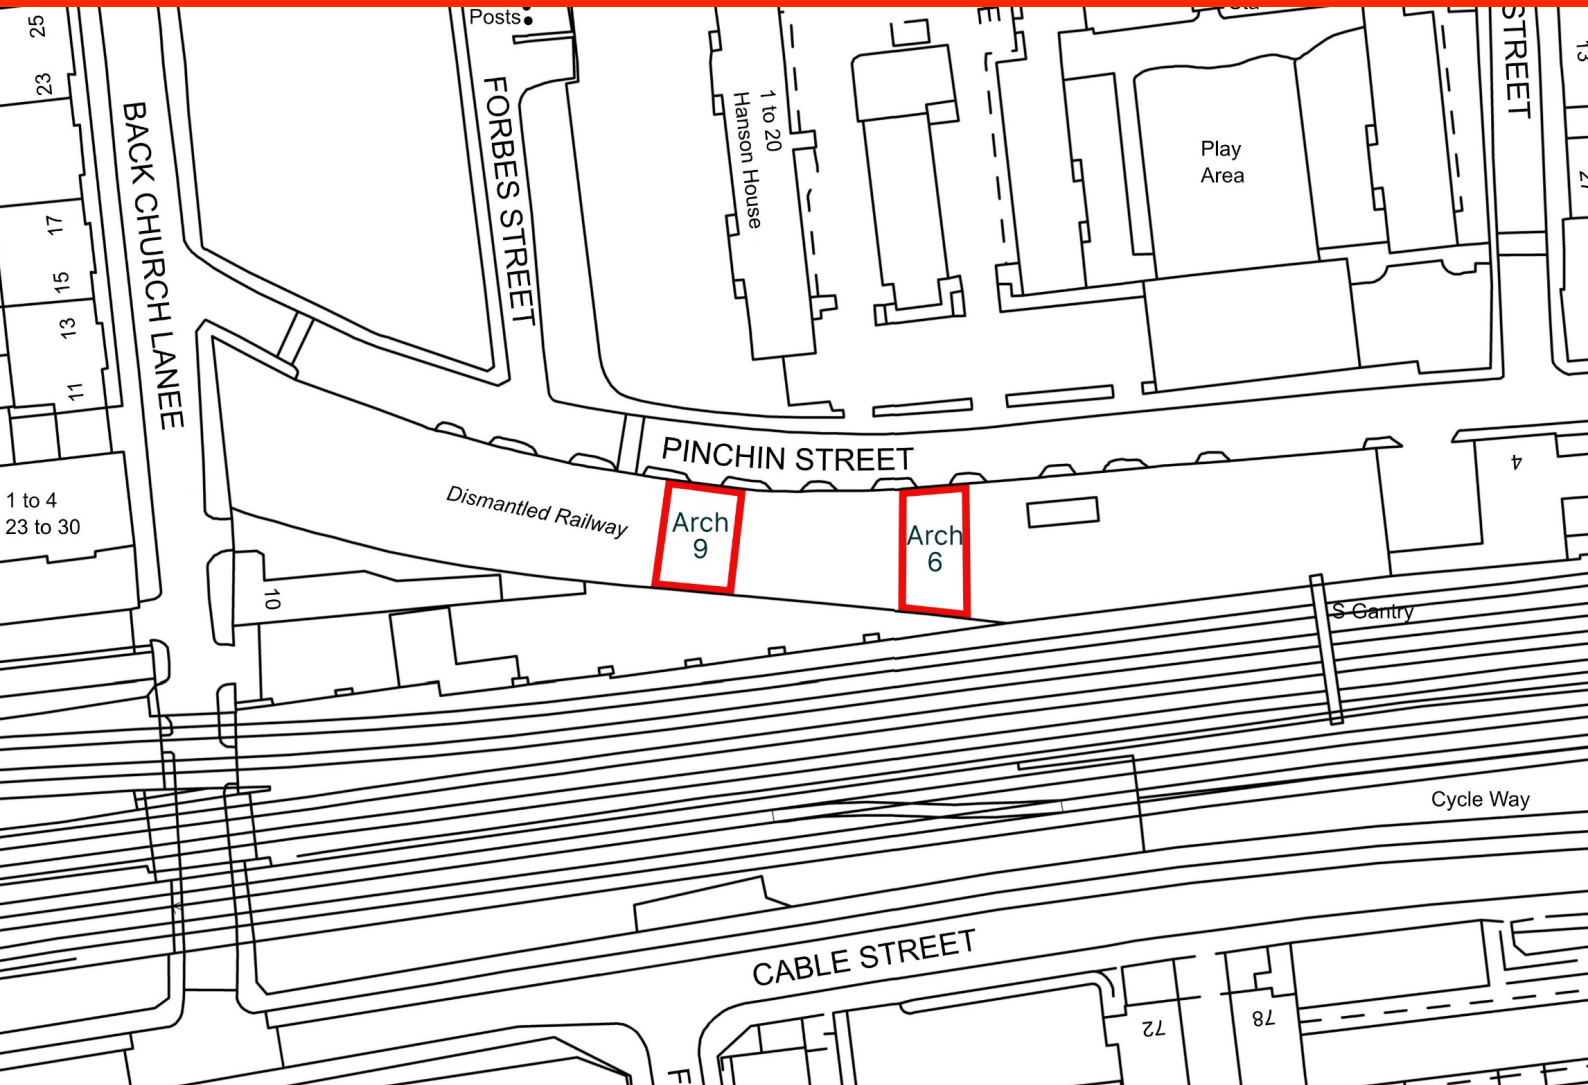 Posts
25
23
17
15
13
11
BACK CHURCH LANEE
FORBES STREET
1 to 20
Hanson House
Play
Area
STREET
13
27
PINCHIN STREET
Dismantled Railway
Arch
9
Arch
6
4
1 to 4
23 to 30
10
S Gantry
Cycle Way
CABLE STREET
72
78